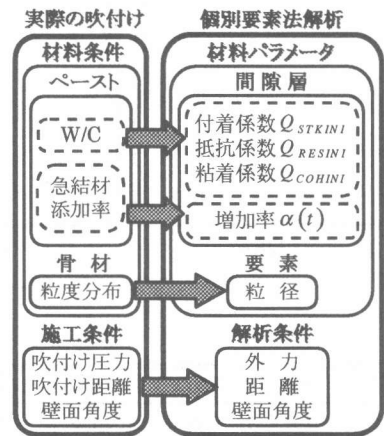 実際の吹付け
個別要素法解析
材料条件
ペースト
W/C
急結材
添加率
骨材
粒度分布
施工条件
吹付け圧力
吹付け距離
壁面角度
材料パラメータ
間隙層
付着係数 Q STKINI
抵抗係数 Q RESINI
粘着係数 Q COHINI
増加率 α(t)
要素
粒径
解析条件
外力
距離
壁面角度